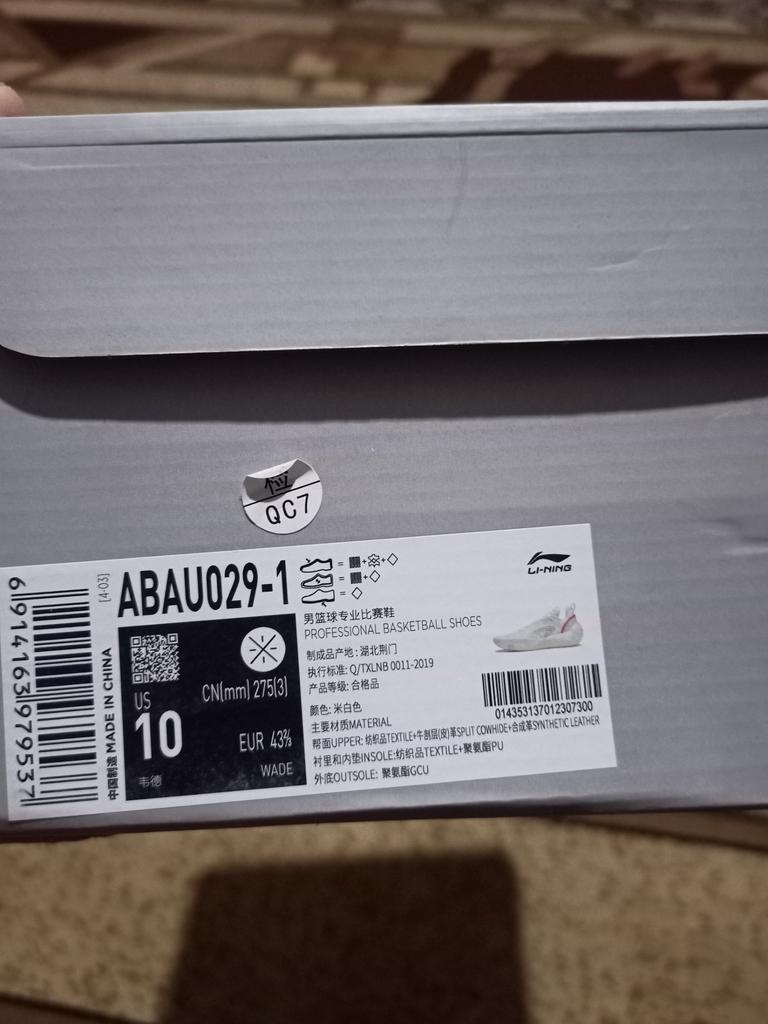 检
QC7
LI-NING
6914163979537
[4-03]
中国制造 MADE IN CHINA
ABAU029-1
US
10
韦德
CN(mm) 275(3)
EUR 43⅔
WADE
男篮球专业比赛鞋
PROFESSIONAL BASKETBALL SHOES
制成品产地: 湖北荆门
执行标准: Q/TXLNB 0011-2019
产品等级: 合格品
颜色: 米白色
主要材质MATERIAL
帮面UPPER: 纺织品TEXTILE+牛剖层(皮)革SPLIT COWHIDE+合成革SYNTHETIC LEATHER
衬里和内垫INSOLE:纺织品TEXTILE+聚氨酯PU
外底OUTSOLE: 聚氨酯GCU
014353137012307300